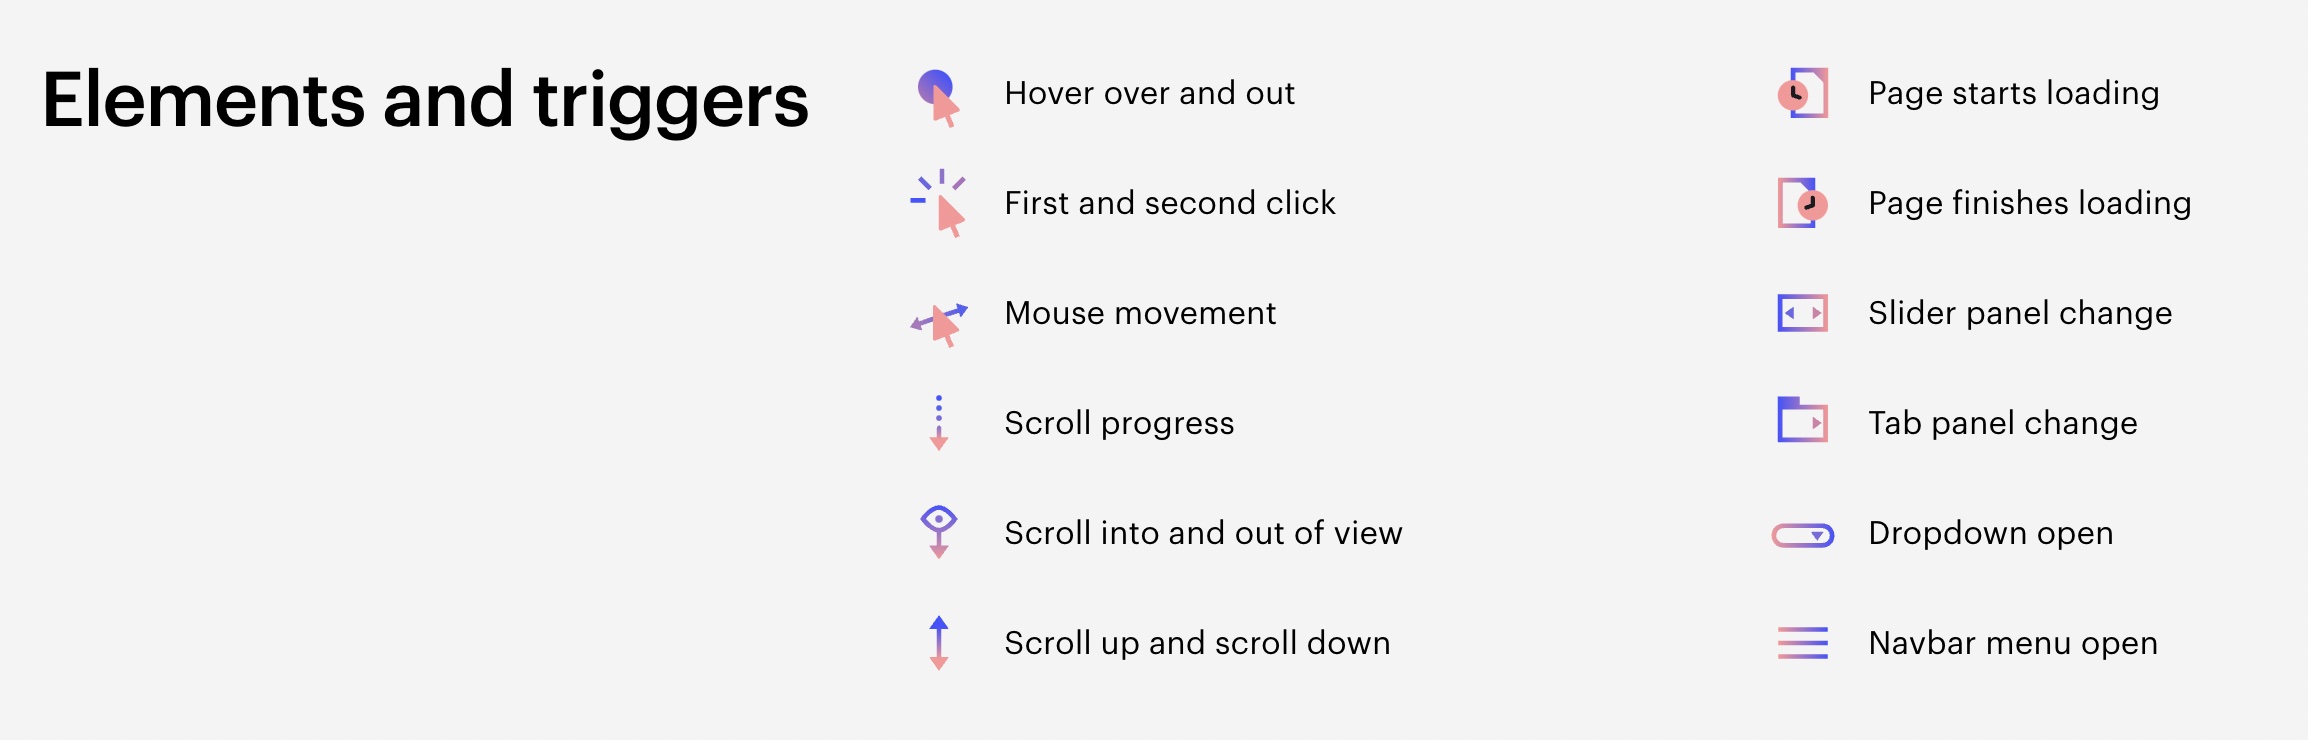 Elements and triggers
Hover over and out
First and second click
Mouse movement
Scroll progress
Scroll into and out of view
Scroll up and scroll down
Page starts loading
Page finishes loading
Slider panel change
Tab panel change
Dropdown open
Navbar menu open